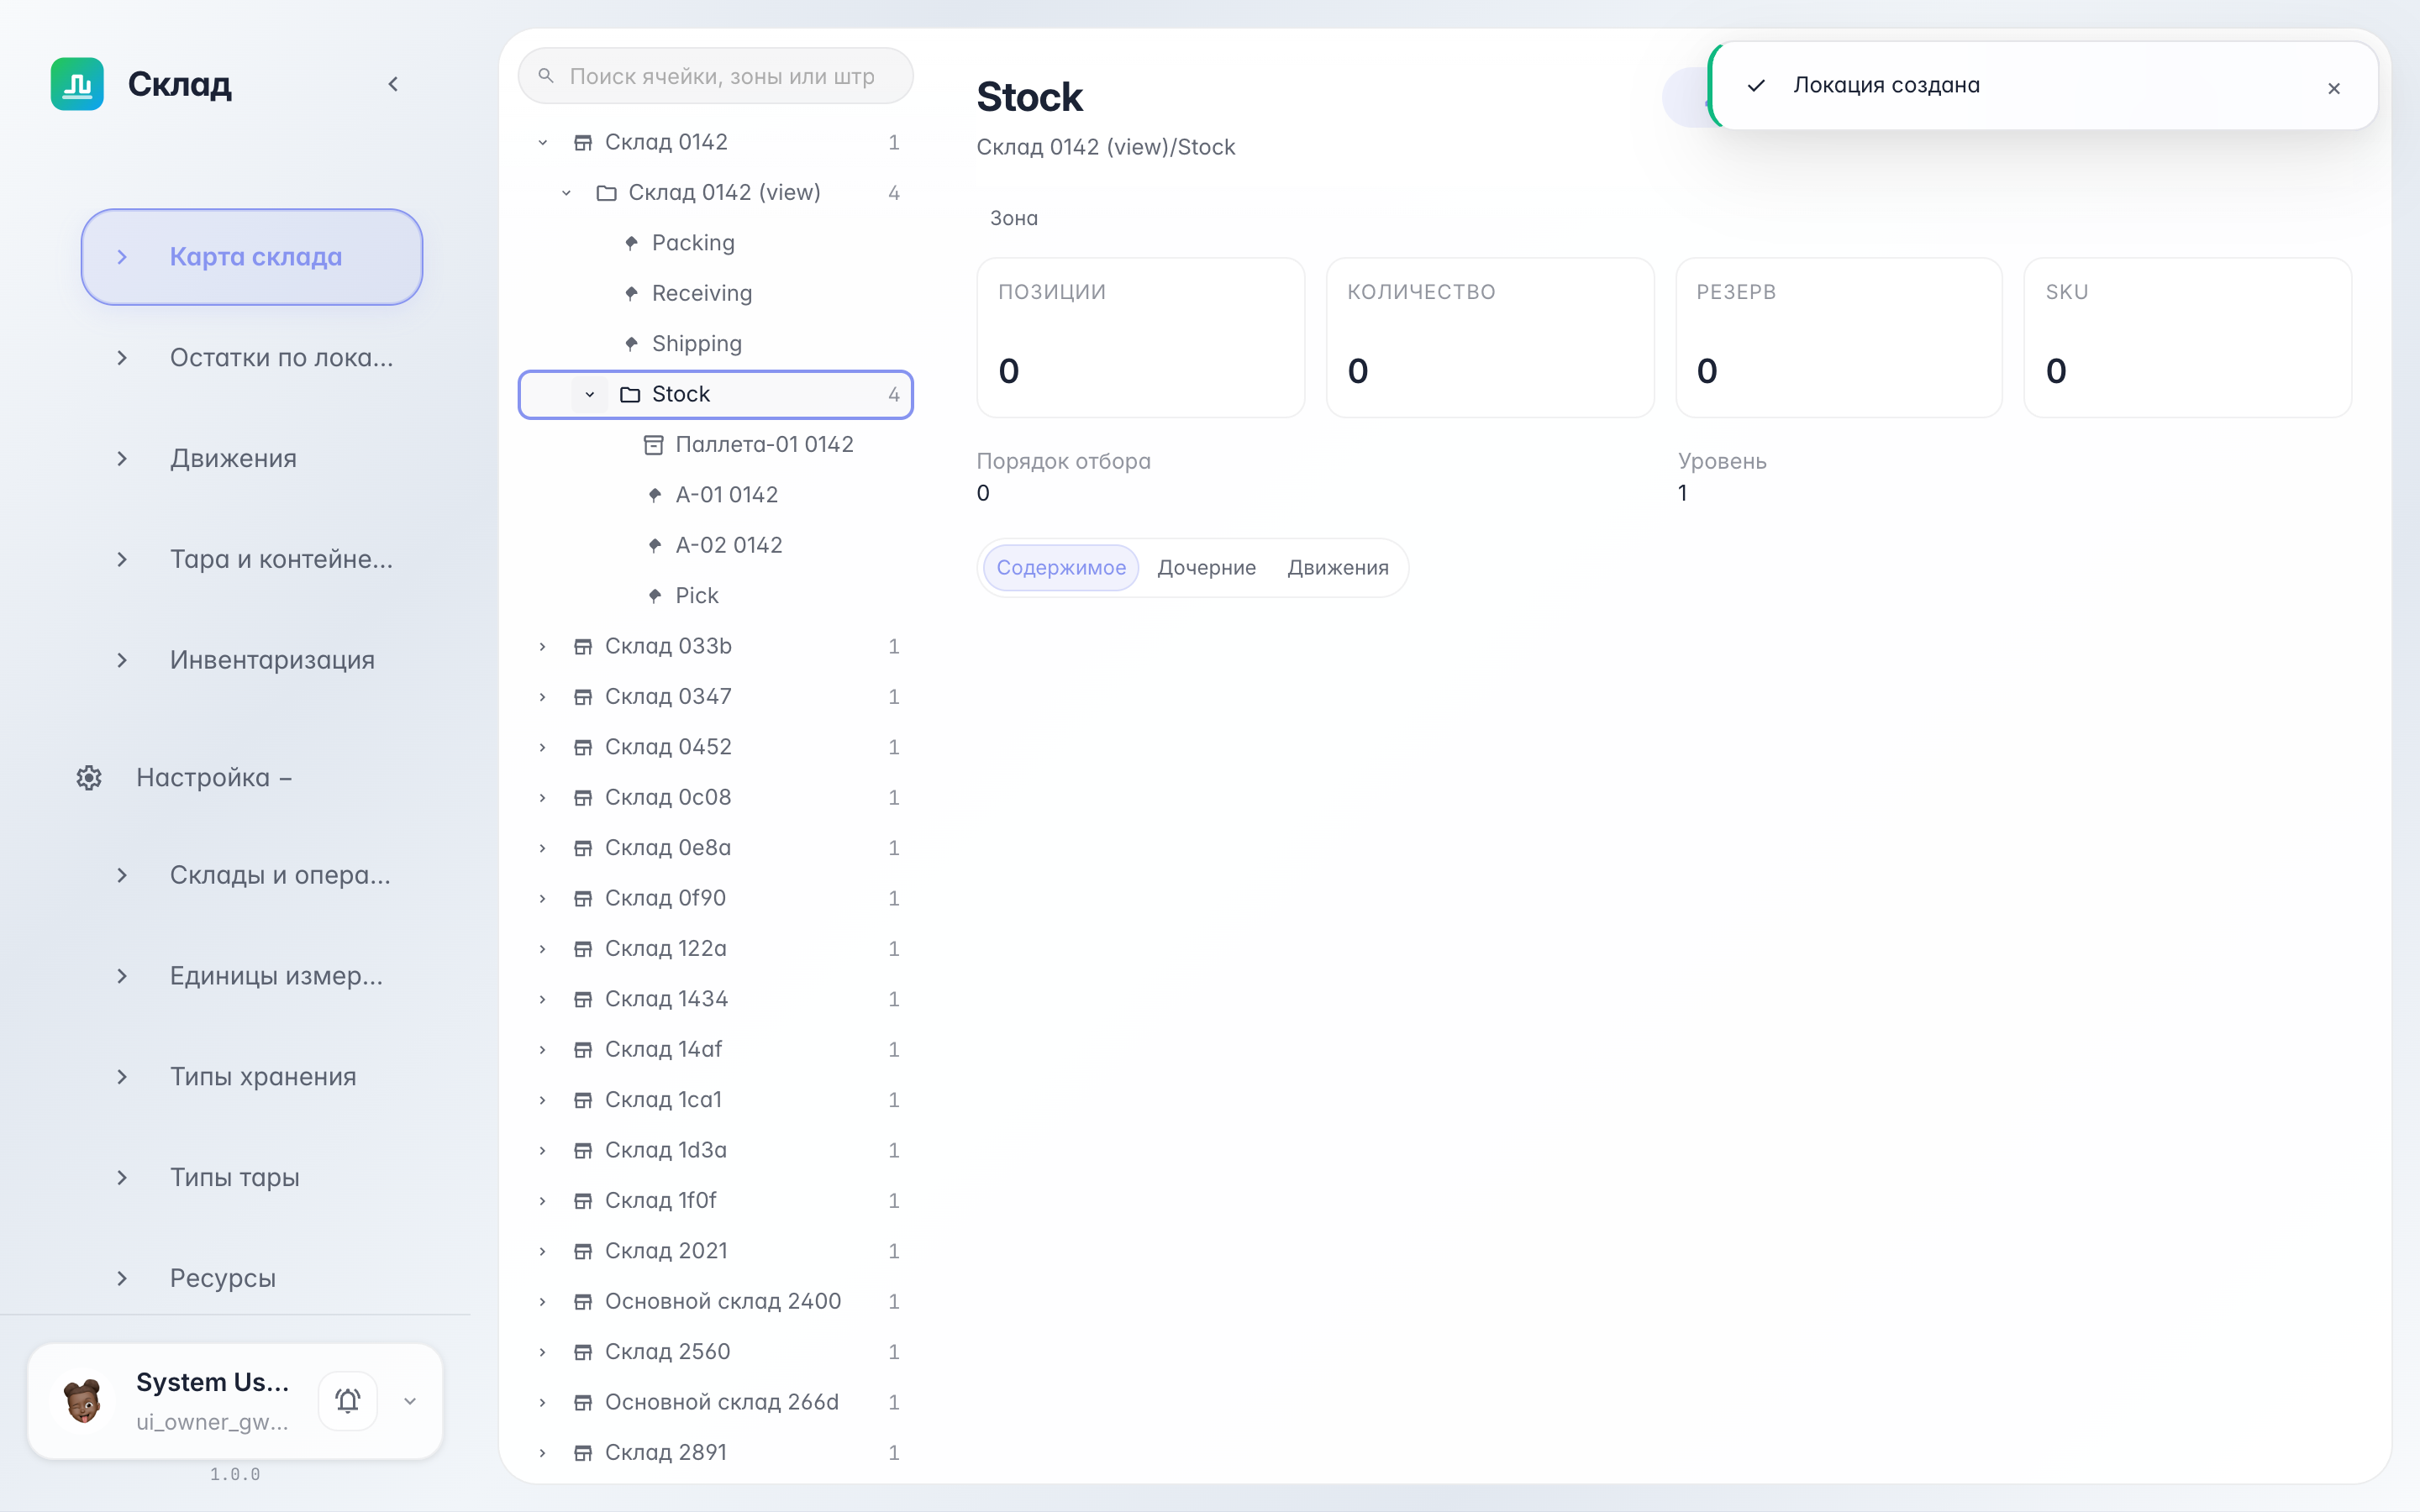 Склад
Карта склада
Остатки по лока...
Движения
Тара и контейне...
Инвентаризация
Настройка –
Склады и опера...
Единицы измер...
Типы хранения
Типы тары
Ресурсы
System Us...
ui_owner_gw...
1.0.0
Поиск ячейки, зоны или штр
Склад 0142 1
Склад 0142 (view) 4
Packing
Receiving
Shipping
Stock 4
Паллета-01 0142
A-01 0142
A-02 0142
Pick
Склад 033b 1
Склад 0347 1
Склад 0452 1
Склад 0c08 1
Склад 0e8a 1
Склад 0f90 1
Склад 122a 1
Склад 1434 1
Склад 14af 1
Склад 1ca1 1
Склад 1d3a 1
Склад 1f0f 1
Склад 2021 1
Основной склад 2400 1
Склад 2560 1
Основной склад 266d 1
Склад 2891 1
Stock
Склад 0142 (view)/Stock
Зона
ПОЗИЦИИ КОЛИЧЕСТВО РЕЗЕРВ SKU
0 0 0 0
Порядок отбора Уровень
0 1
Содержимое Дочерние Движения
Локация создана